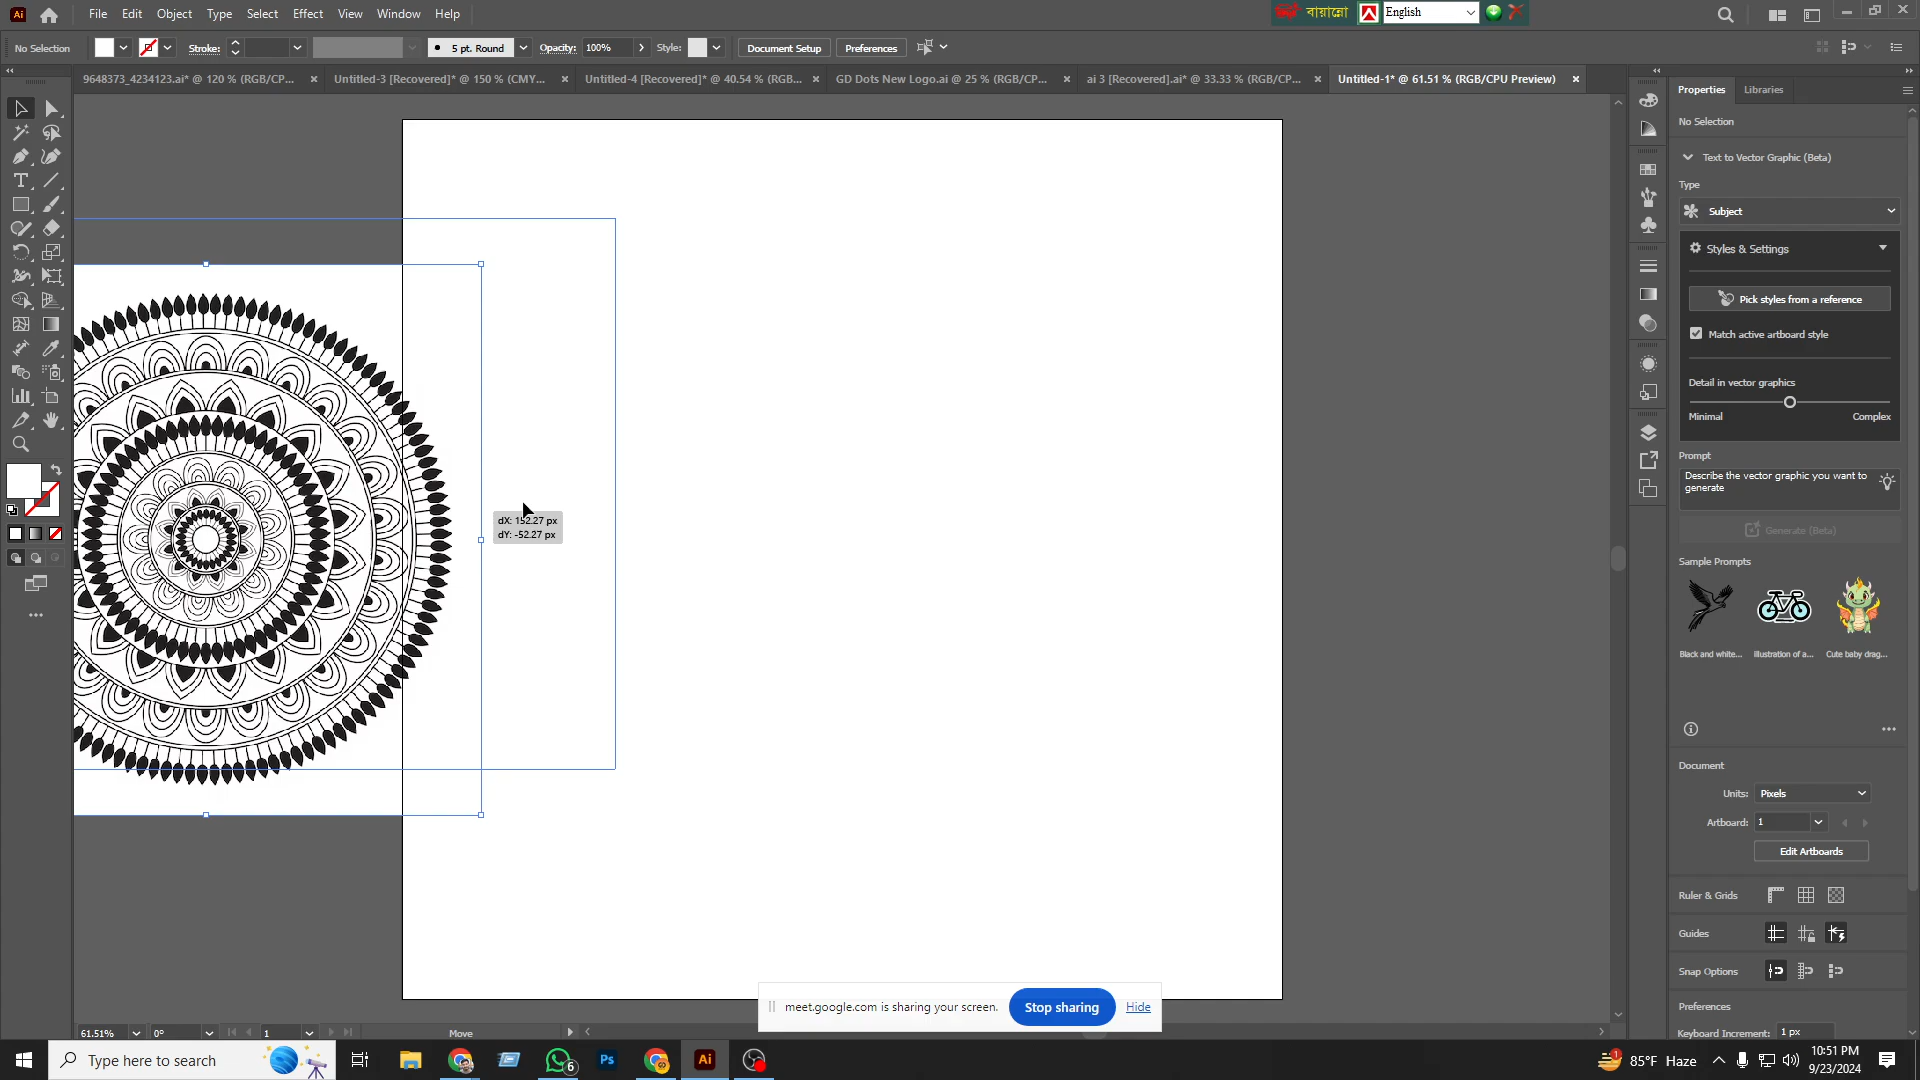 Ai File Edit Object Type Select Effect View Window Help
বায়ান্নো English
No Selection Stroke: 5 pt. Round Opacity: 100% Style: Document Setup Preferences
9648373_4234123.ai* @ 120 % (RGB/CP... Untitled-3 [Recovered]* @ 150 % (CMY... Untitled-4 [Recovered]* @ 40.54 % (RGB... GD Dots New Logo.ai @ 25 % (RGB/CP... ai 3 [Recovered].ai* @ 33.33 % (RGB/CP... Untitled-1* @ 61.51 % (RGB/CPU Preview)
Properties Libraries
No Selection
Text to Vector Graphic (Beta)
Type
Subject
Styles & Settings
Pick styles from a reference
Match active artboard style
Detail in vector graphics
Minimal Complex
Prompt
Describe the vector graphic you want to
generate
Generate (Beta)
Sample Prompts
Black and white... Illustration of a... Cute baby drag...
dX: 152.27 px
dY: -52.27 px
Document
Units: Pixels
Artboard: 1
Edit Artboards
Ruler & Grids
Guides
Snap Options
Preferences
Keyboard Increment: 1 px
meet.google.com is sharing your screen. Stop sharing Hide
61.51% 0° 1 Move
Type here to search 6 Ps Ai 1 85°F Haze 10:51 PM
9/23/2024